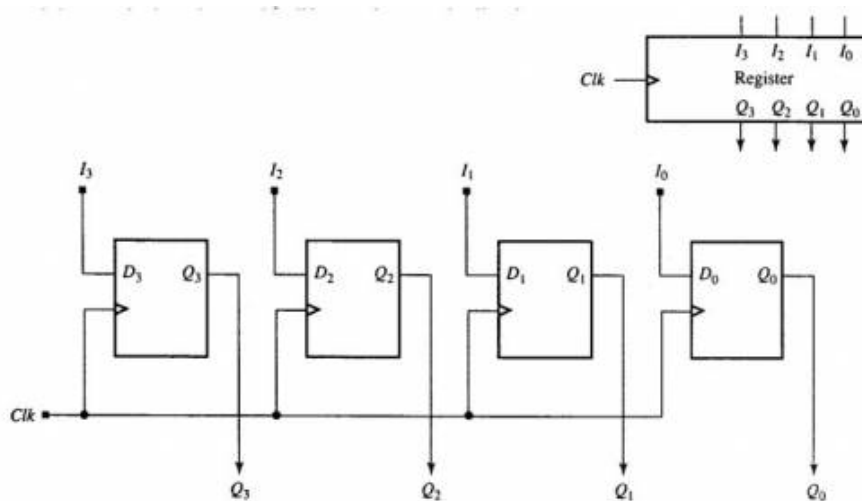 I₃ I₂ I₁ I₀
Clk Register
Q₃ Q₂ Q₁ Q₀
I₃ I₂ I₁ I₀
D₃ Q₃ D₂ Q₂ D₁ Q₁ D₀ Q₀
Clk
Q₃ Q₂ Q₁ Q₀